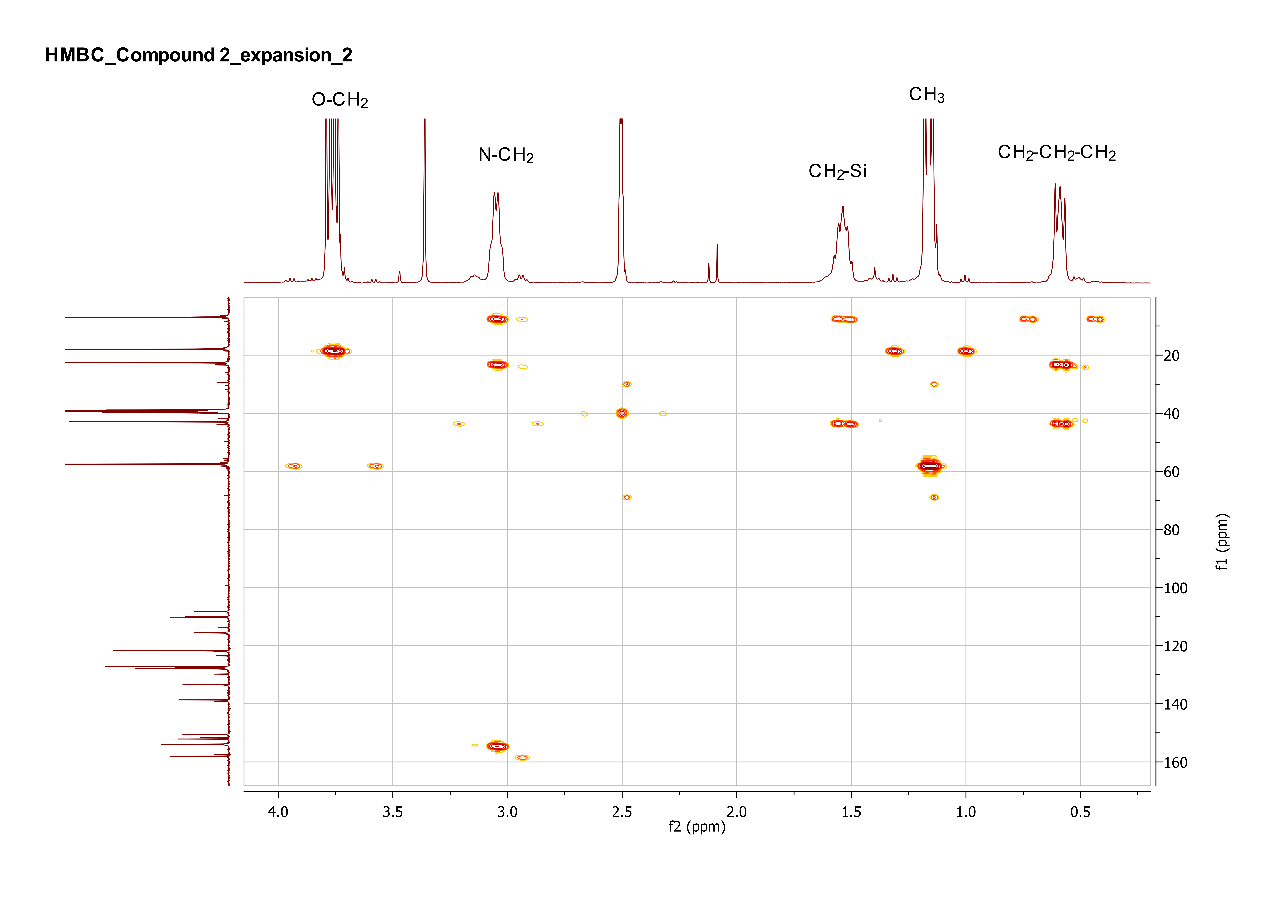 HMBC_Compound 2_expansion_2
O-CH2
N-CH2
CH2-Si
CH3
CH2-CH2-CH2
20
40
60
80
100
120
140
160
f1 (ppm)
4.0 3.5 3.0 2.5 2.0 1.5 1.0 0.5
f2 (ppm)